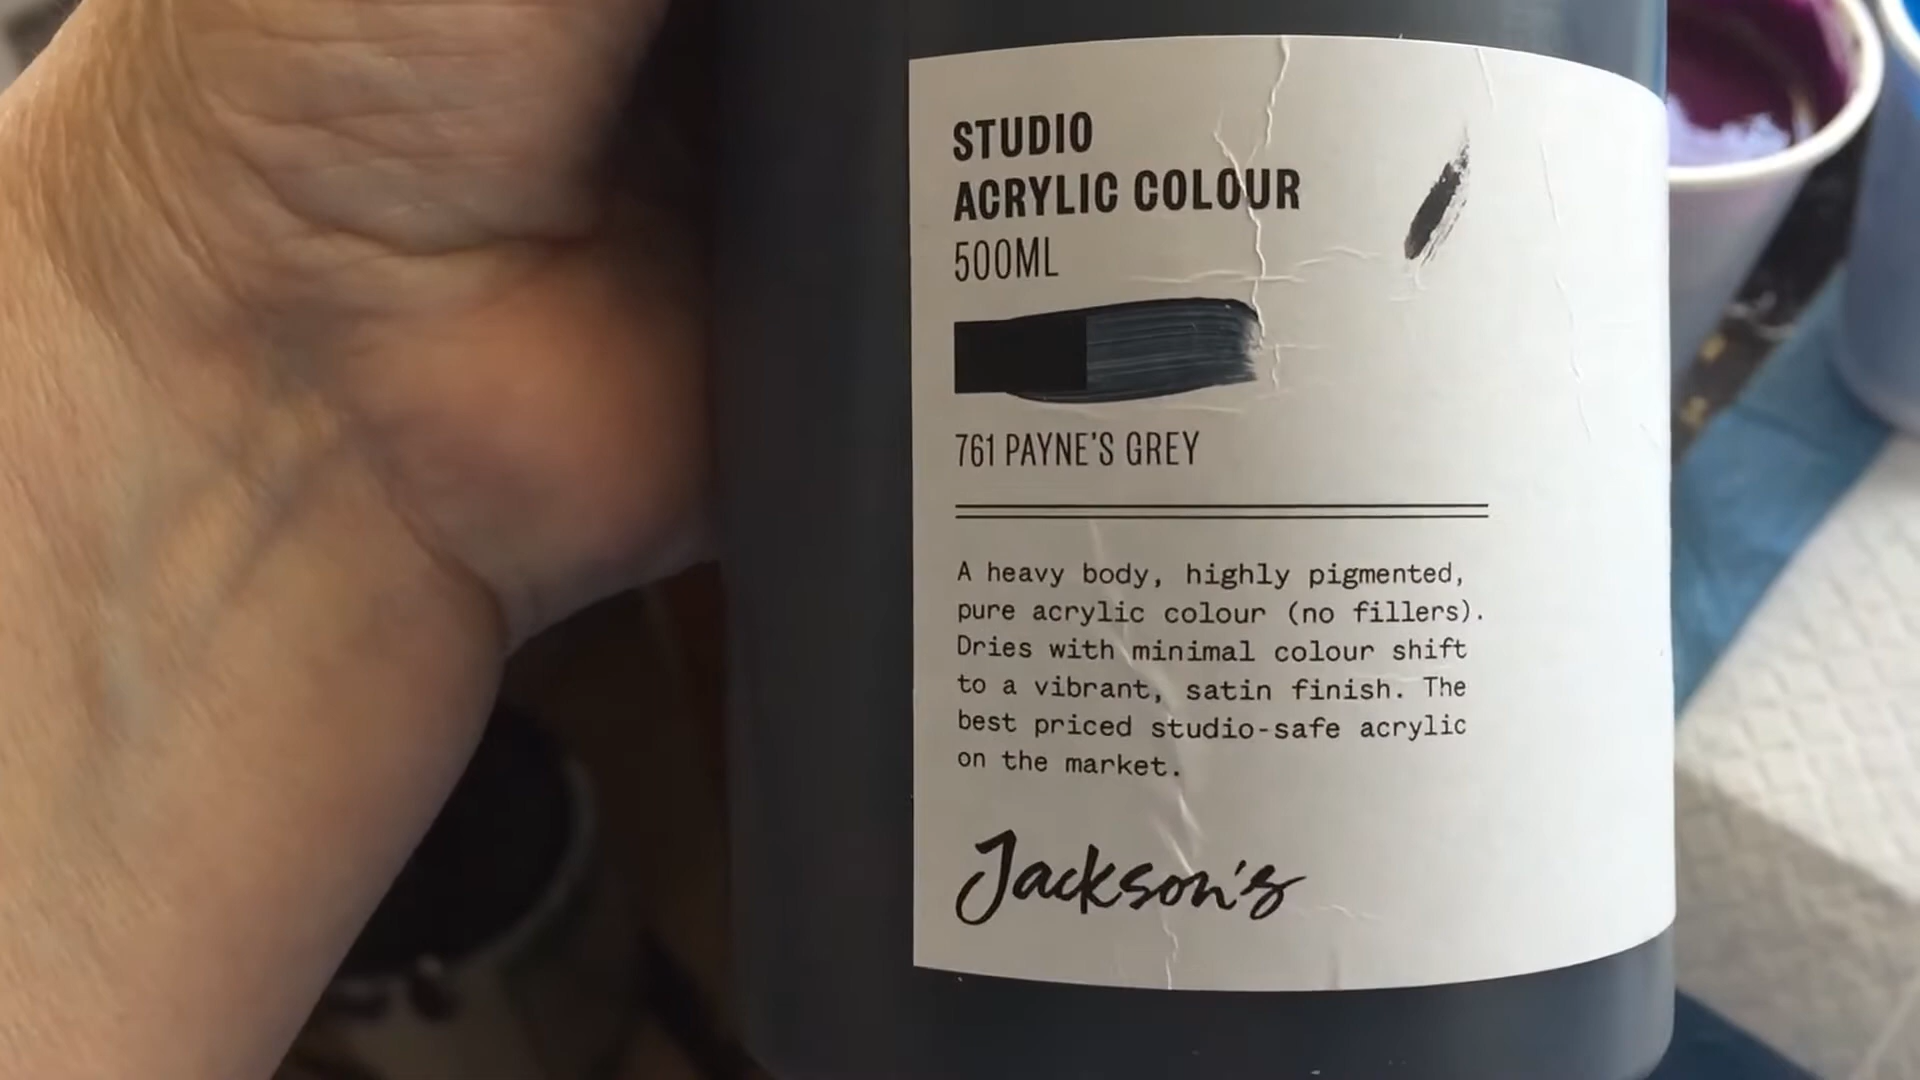 STUDIO
ACRYLIC COLOUR
500ML
761 PAYNE'S GREY
A heavy body, highly pigmented,
pure acrylic colour (no fillers).
Dries with minimal colour shift
to a vibrant, satin finish. The
best priced studio-safe acrylic
on the market.
Jackson's